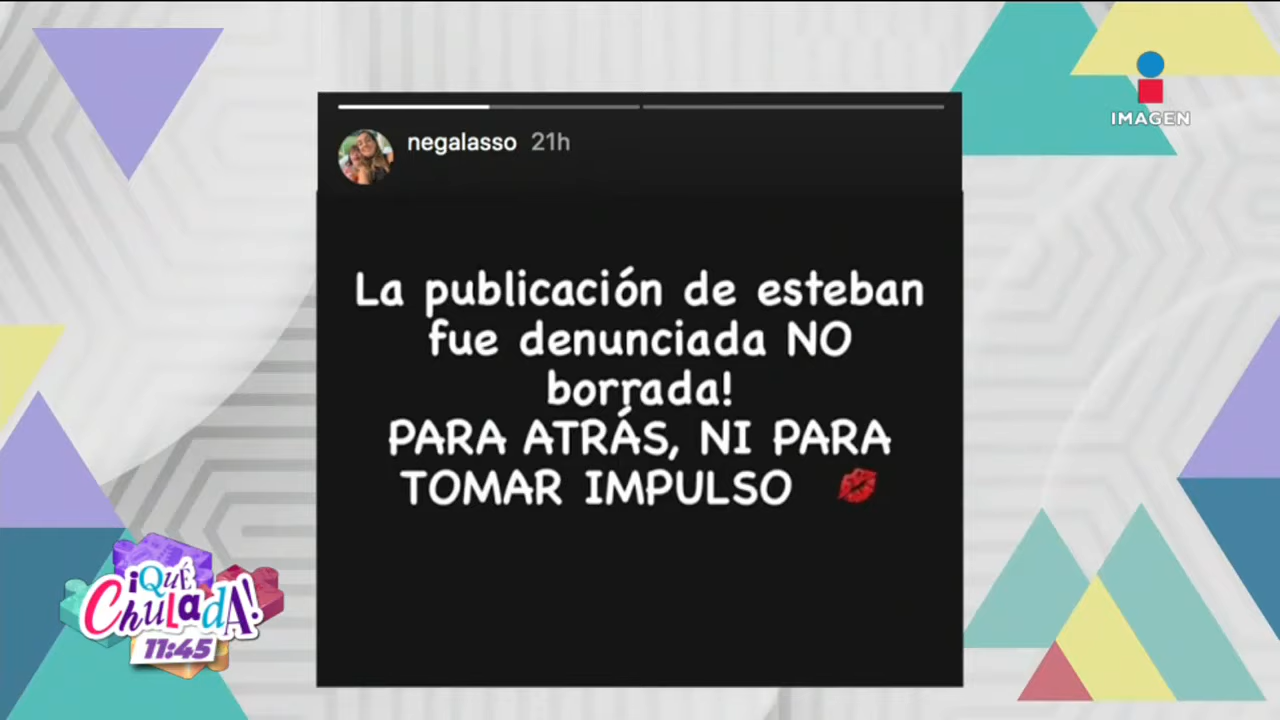 IMAGEN
negalasso 21h
La publicación de esteban
fue denunciada NO
borrada!
PARA ATRÁS, NI PARA
TOMAR IMPULSO 💋
¡QUÉ
ChuLadA!
11:45